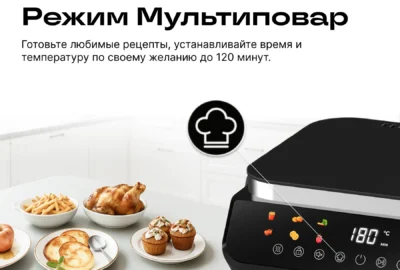 Режим Мультиповар
Готовьте любимые рецепты, устанавливайте время и
температуру по своему желанию до 120 минут.
180 °C